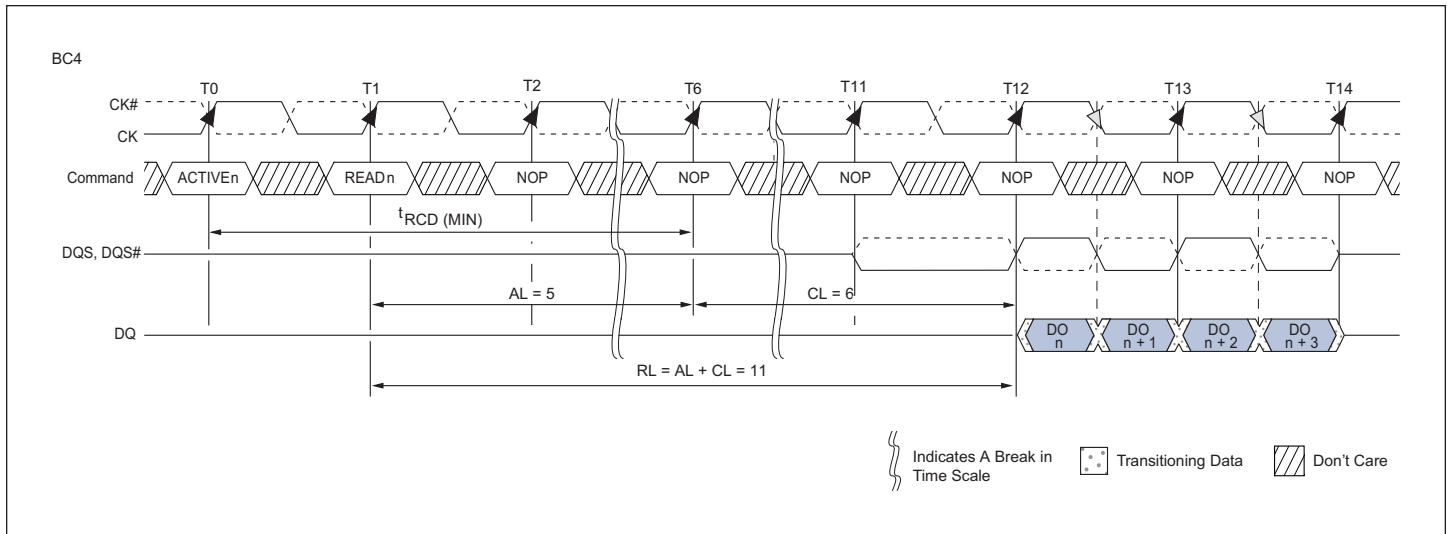 BC4
T0 T1 T2 T6 T11 T12 T13 T14
CK#
CK
Command ACTIVE n READ n NOP NOP NOP NOP NOP NOP
tRCD (MIN)
DQS, DQS#
AL = 5 CL = 6
DQ DO n DO n + 1 DO n + 2 DO n + 3
RL = AL + CL = 11
Indicates A Break in Time Scale
Transitioning Data
Don't Care